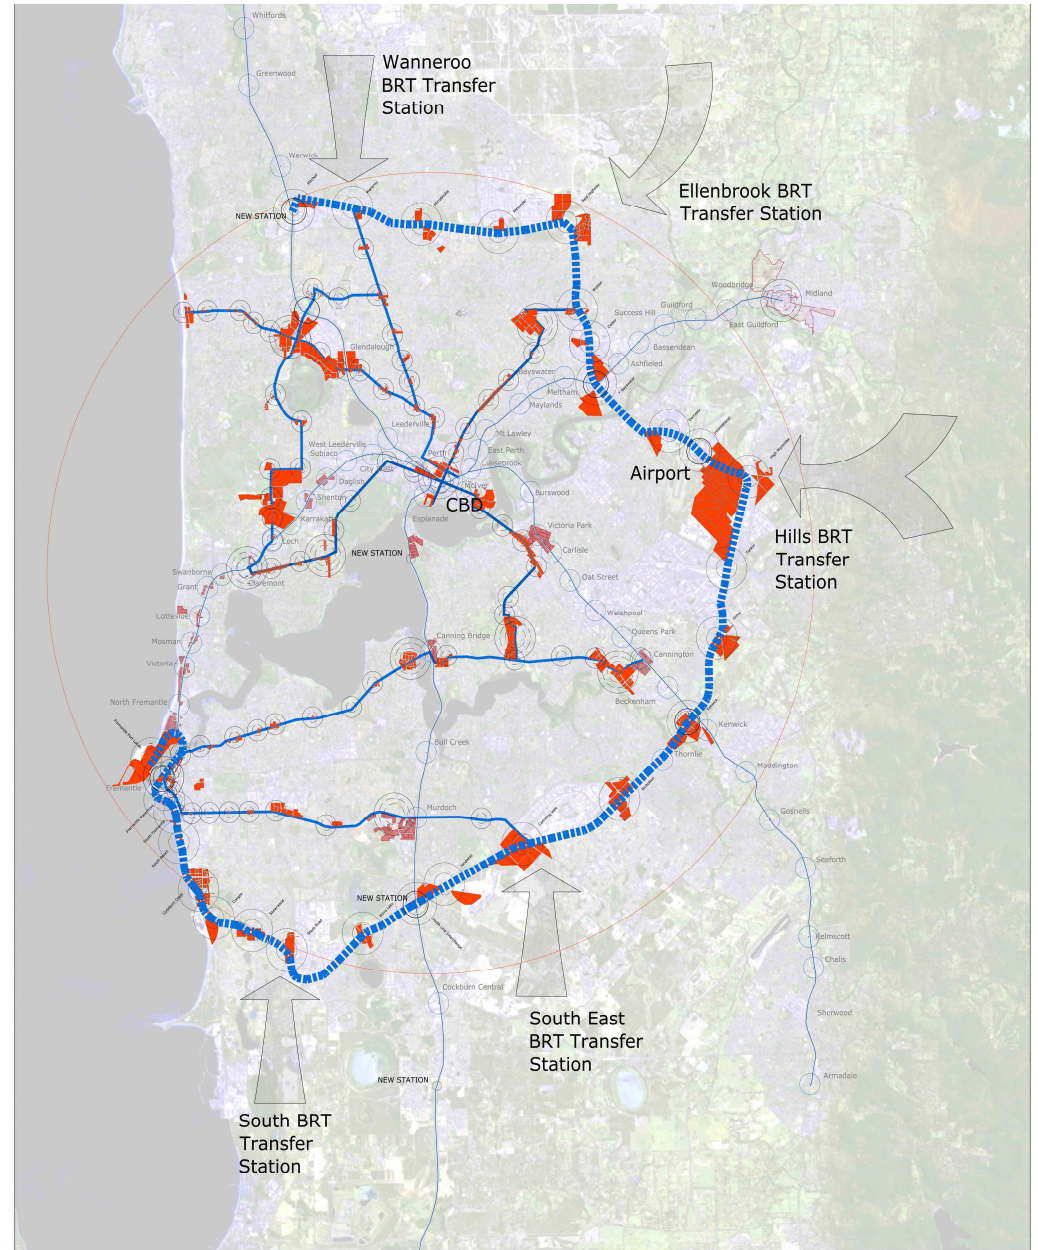 Whitfords
Wanneroo
BRT Transfer
Station
Greenwood
Warwick
Ellenbrook BRT
Transfer Station
NEW STATION
Woodbridge
Midland
Guildford
Success Hill
East Guildford
Glendalough
Bassendean
Ashfieled
Bayswater
Meltham
Maylands
Leederville
Mt Lawley
West Leederville
Subiaco
East Perth
Perth
Claisebrook
City West
Airport
Daglish
McIver
Shenton
CBD
Burswood
Karrakatta
Esplanade
Victoria Park
Hills BRT
Transfer
Station
Loch
NEW STATION
Carlisle
Swanborne
Claremont
Oat Street
Grant
Cottesloe
Welshpool
Mosman
Canning Bridge
Queens Park
Victoria
Cannington
North Fremantle
Beckenham
Kenwick
Bull Creek
Thornlie
Maddington
Fremantle
Murdoch
Gosnells
Seaforth
NEW STATION
Kelmscott
Chalis
Cockburn Central
Sherwood
South East
BRT Transfer
Station
NEW STATION
Armadale
South BRT
Transfer
Station